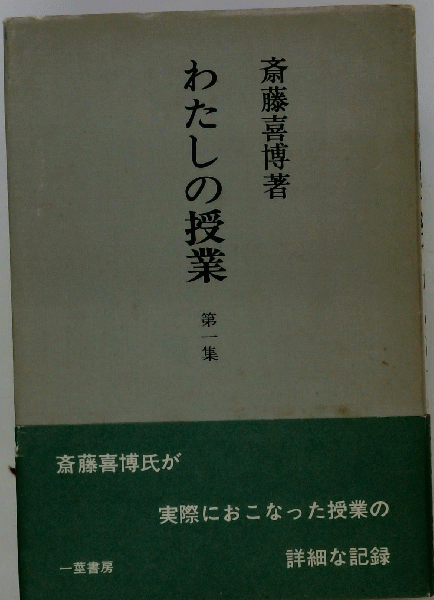 斎藤喜博著
わたしの授業
第一集
斎藤喜博氏が
実際におこなった授業の
詳細な記録
一莖書房